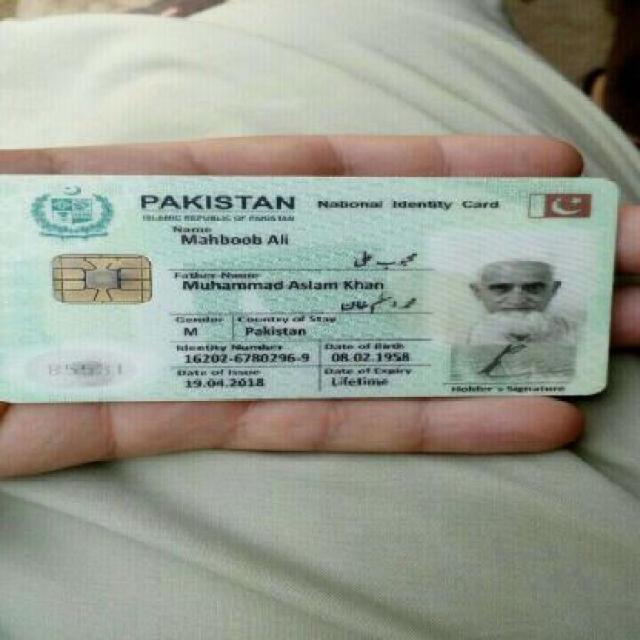 PAKISTAN National Identity Card
ISLAMIC REPUBLIC OF PAKISTAN
Name
Mahboob Ali
محبوب علی
Father Name
Muhammad Aslam Khan
محمد اسلم خان
Gender Country of Stay
M Pakistan
Identity Number Date of Birth
16202-6780296-9 08.02.1958
Date of Issue Date of Expiry
19.04.2018 Lifetime
Holder's Signature